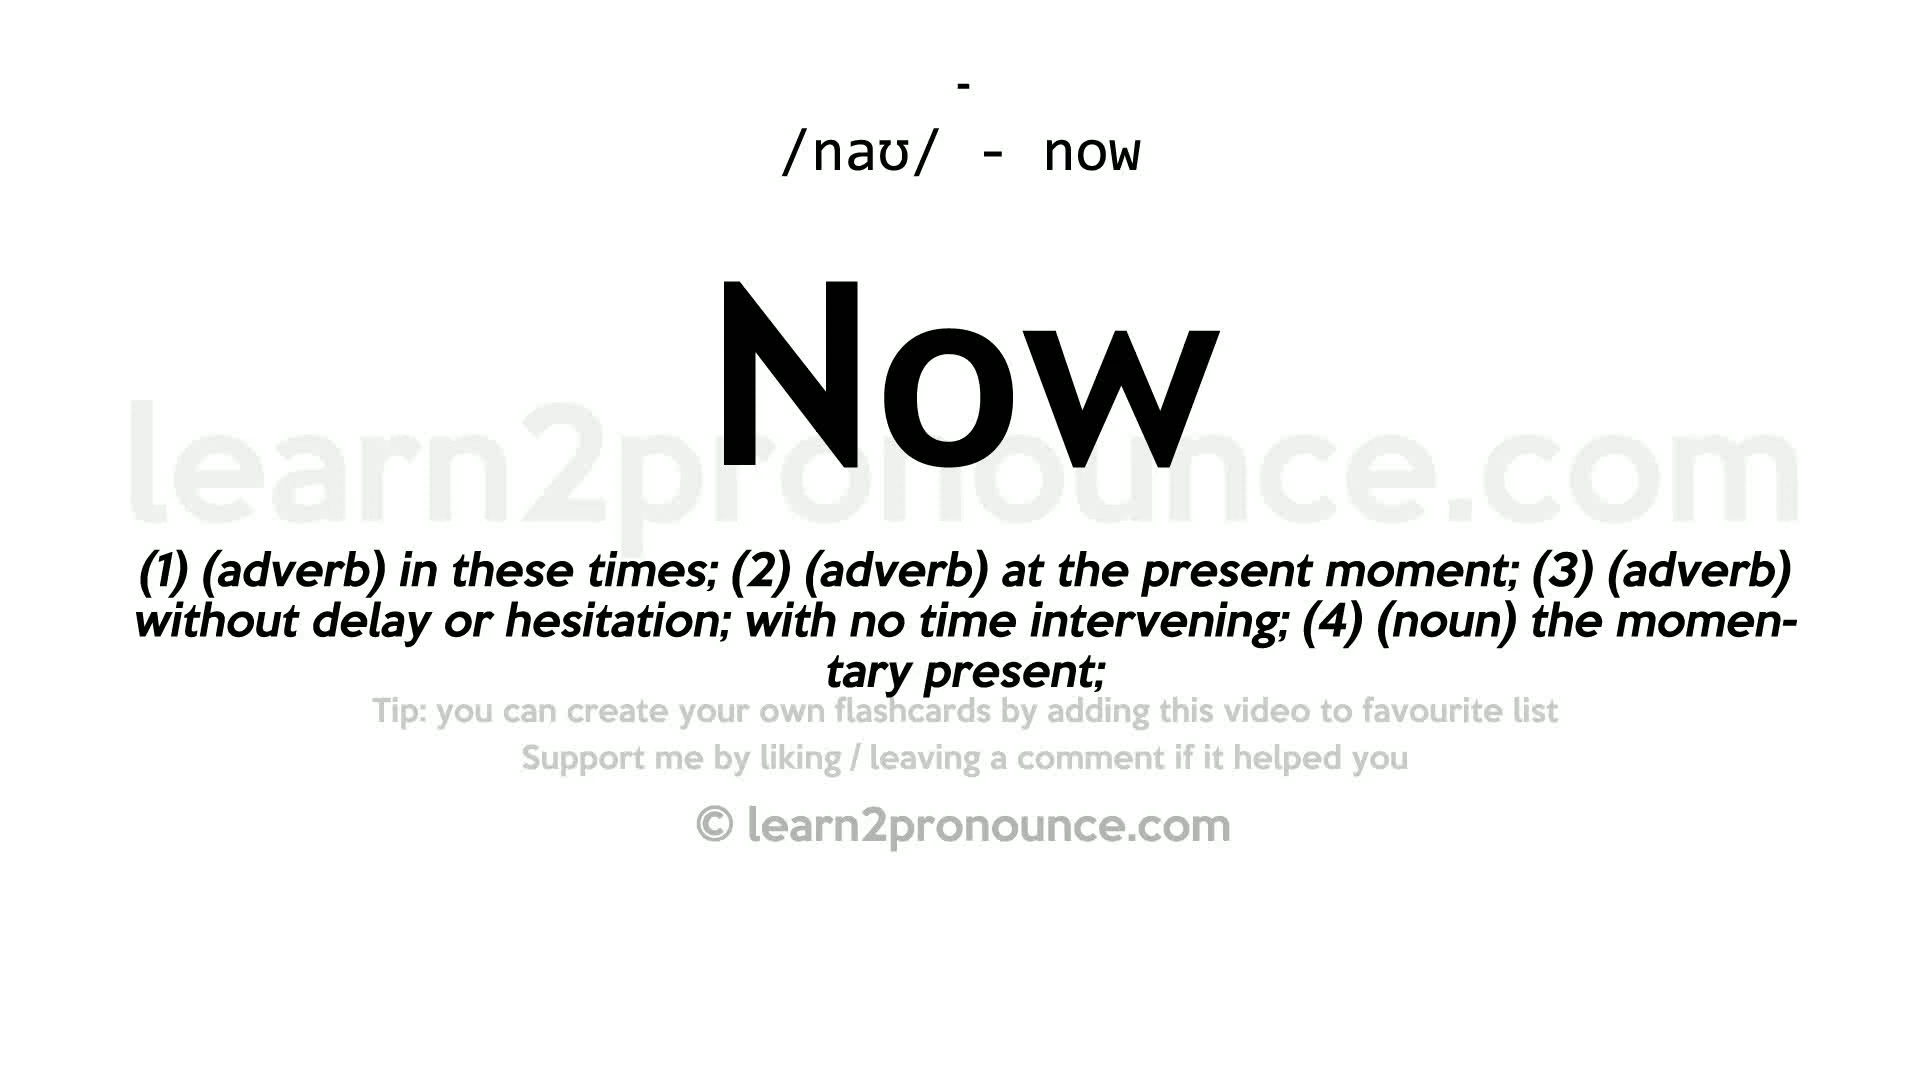 -
/naʊ/ - now
Now
learn2pronounce.com
(1) (adverb) in these times; (2) (adverb) at the present moment; (3) (adverb)
without delay or hesitation; with no time intervening; (4) (noun) the momen-
tary present;
Tip: you can create your own flashcards by adding this video to favourite list
Support me by liking / leaving a comment if it helped you
© learn2pronounce.com